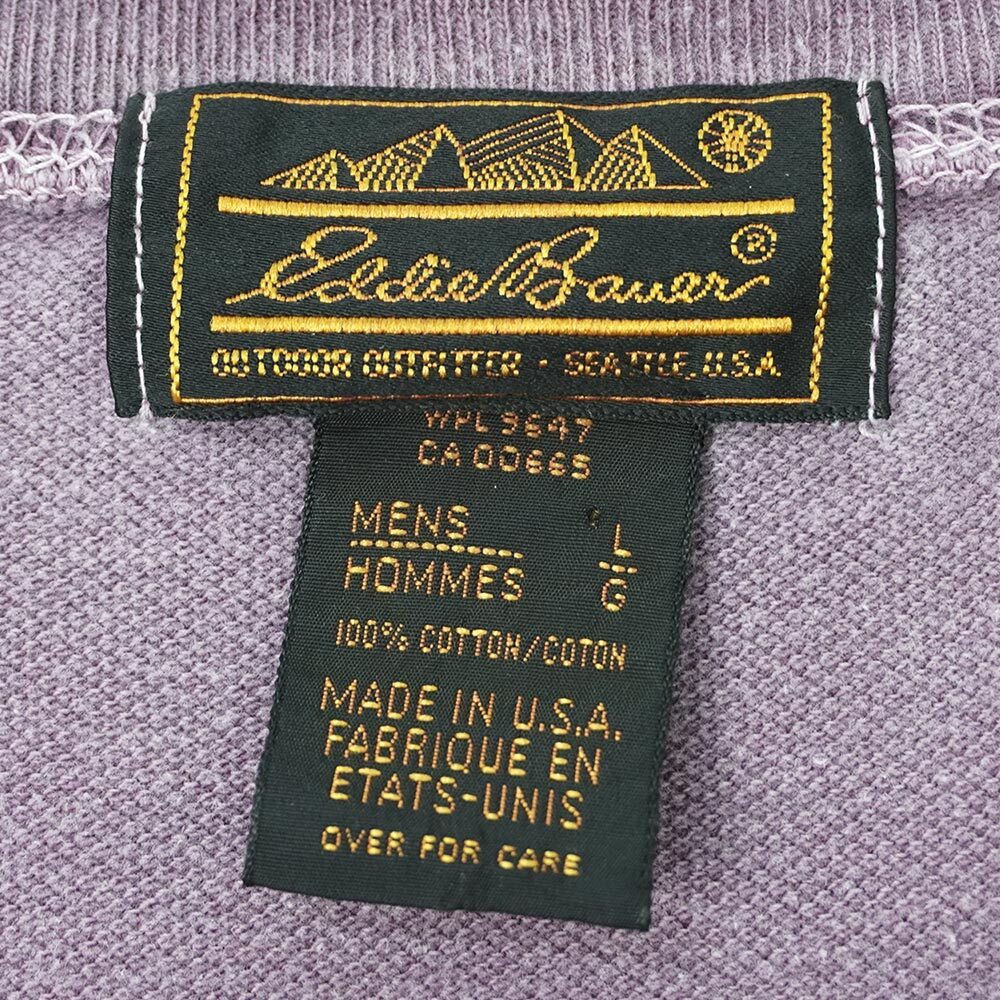 Eddie Bauer ®
OUTDOOR OUTFITTER · SEATTLE, U.S.A.
WPL 9647
CA 00665
MENS L
HOMMES G
100% COTTON/COTON
MADE IN U.S.A.
FABRIQUE EN
ETATS-UNIS
OVER FOR CARE